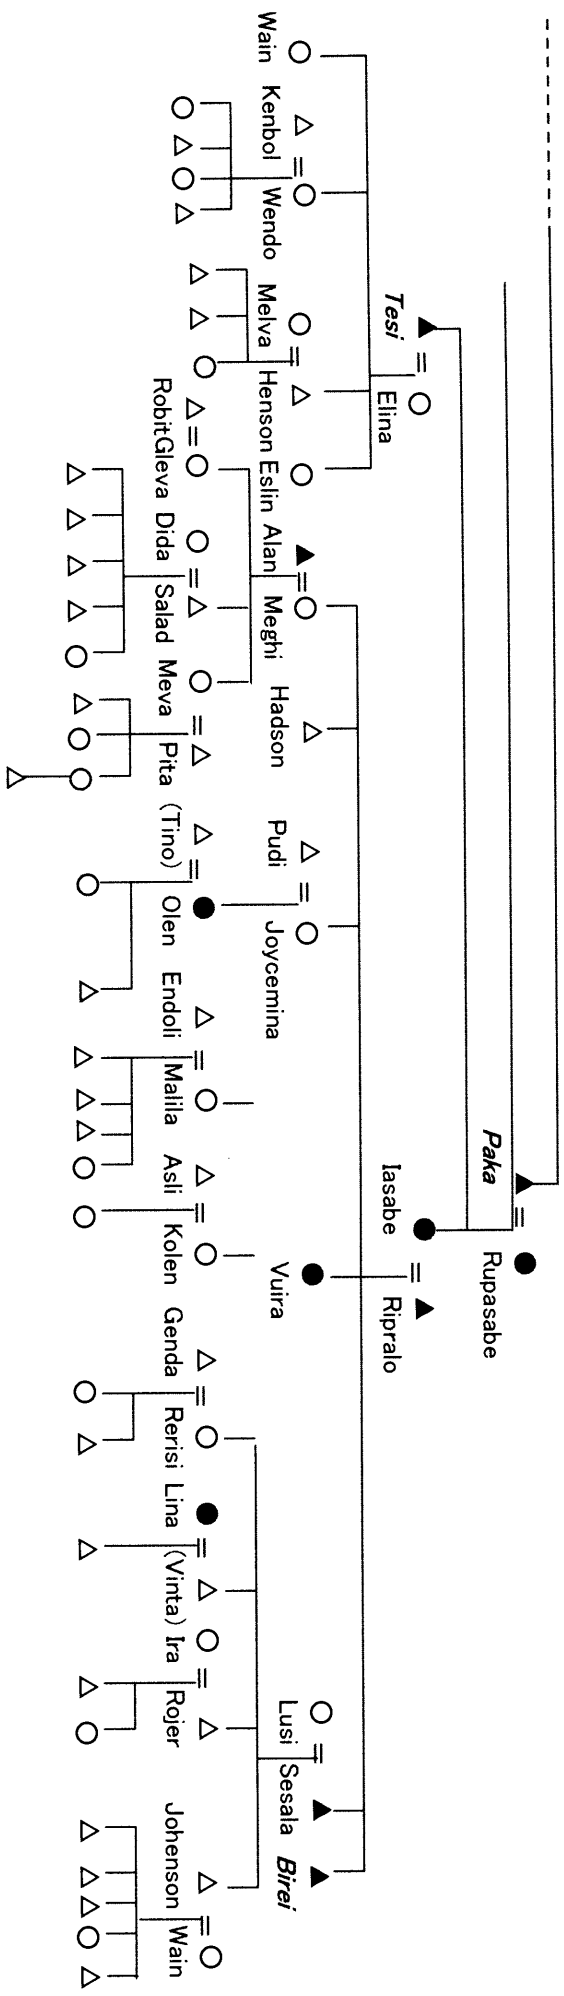 Paka
Rupasabe
Tesi
Elina
Iasabe
Ripralo
Wain
Kenbol
Wendo
Melva
Henson
Eslin
Alan
Meghi
Hadson
Pudi
Joycemina
Vuira
Lusi
Sesala
Birei
Robit
Gleva
Dida
Salad
Meva
Pita
(Tino)
Olen
Endoli
Malila
Asli
Kolen
Genda
Rerisi
Lina
(Vinta)
Ira
Rojer
Johenson
Wain